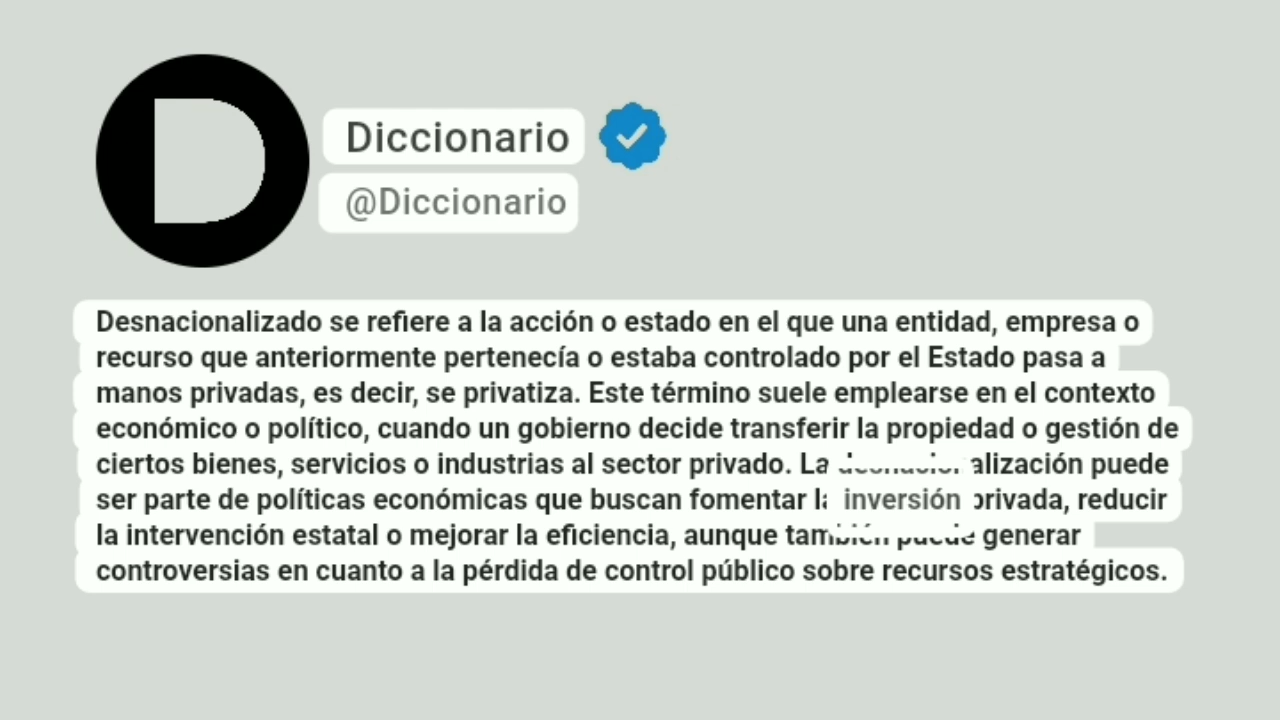 D
Diccionario
@Diccionario
Desnacionalizado se refiere a la acción o estado en el que una entidad, empresa o
recurso que anteriormente pertenecía o estaba controlado por el Estado pasa a
manos privadas, es decir, se privatiza. Este término suele emplearse en el contexto
económico o político, cuando un gobierno decide transferir la propiedad o gestión de
ciertos bienes, servicios o industrias al sector privado. La desnacionalización puede
ser parte de políticas económicas que buscan fomentar la inversión privada, reducir
la intervención estatal o mejorar la eficiencia, aunque también puede generar
controversias en cuanto a la pérdida de control público sobre recursos estratégicos.